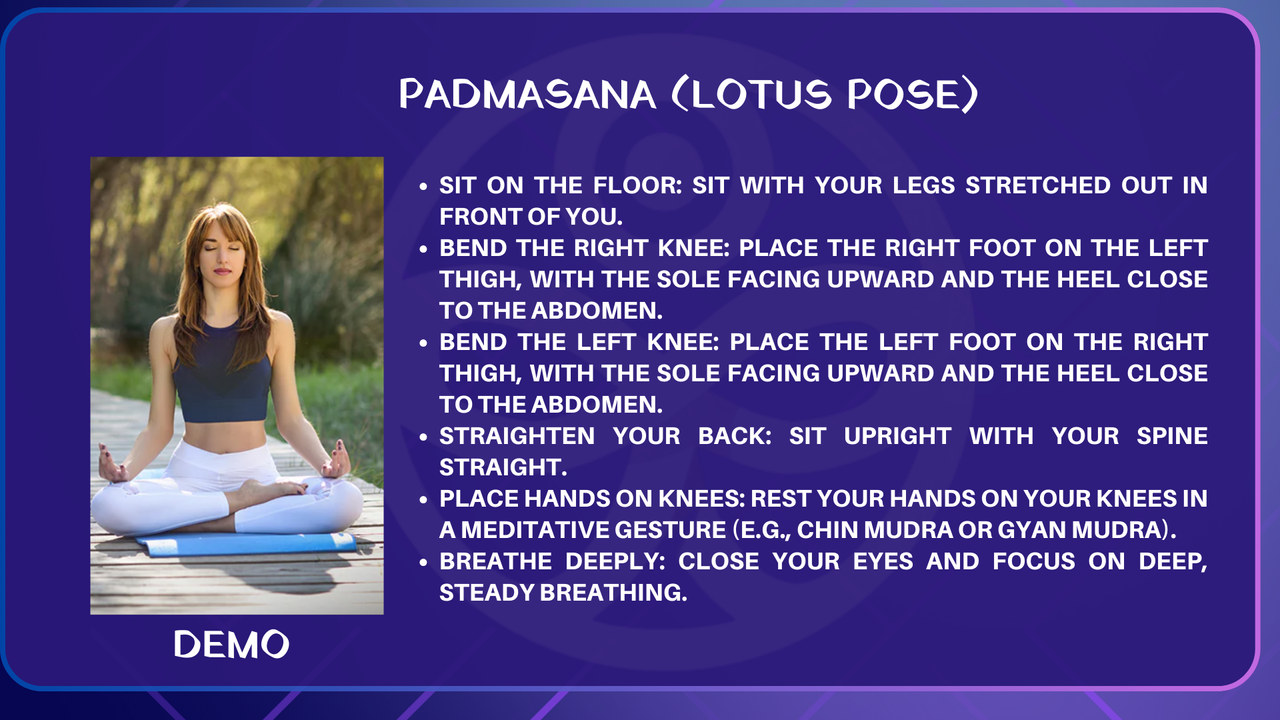 PADMASANA (LOTUS POSE)
• SIT ON THE FLOOR: SIT WITH YOUR LEGS STRETCHED OUT IN
FRONT OF YOU.
• BEND THE RIGHT KNEE: PLACE THE RIGHT FOOT ON THE LEFT
THIGH, WITH THE SOLE FACING UPWARD AND THE HEEL CLOSE
TO THE ABDOMEN.
• BEND THE LEFT KNEE: PLACE THE LEFT FOOT ON THE RIGHT
THIGH, WITH THE SOLE FACING UPWARD AND THE HEEL CLOSE
TO THE ABDOMEN.
• STRAIGHTEN YOUR BACK: SIT UPRIGHT WITH YOUR SPINE
STRAIGHT.
• PLACE HANDS ON KNEES: REST YOUR HANDS ON YOUR KNEES IN
A MEDITATIVE GESTURE (E.G., CHIN MUDRA OR GYAN MUDRA).
• BREATHE DEEPLY: CLOSE YOUR EYES AND FOCUS ON DEEP,
STEADY BREATHING.
DEMO